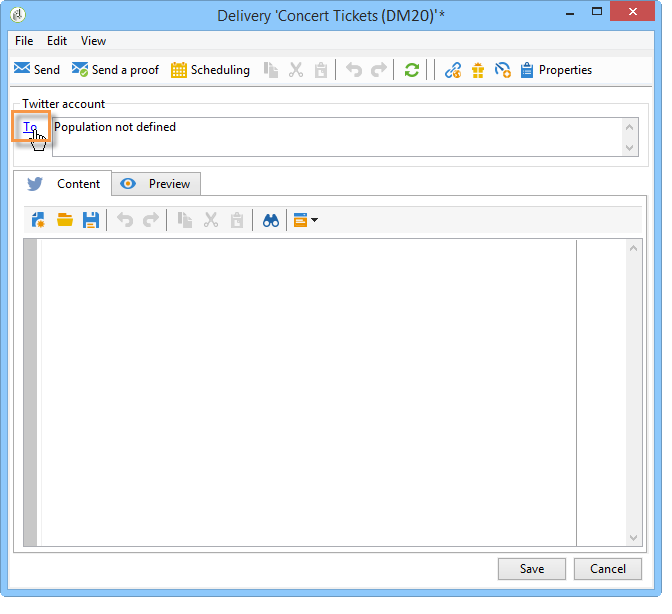 Delivery 'Concert Tickets (DM20)'*
File Edit View
Send Send a proof Scheduling Properties
Twitter account
To Population not defined
Content Preview
Save Cancel